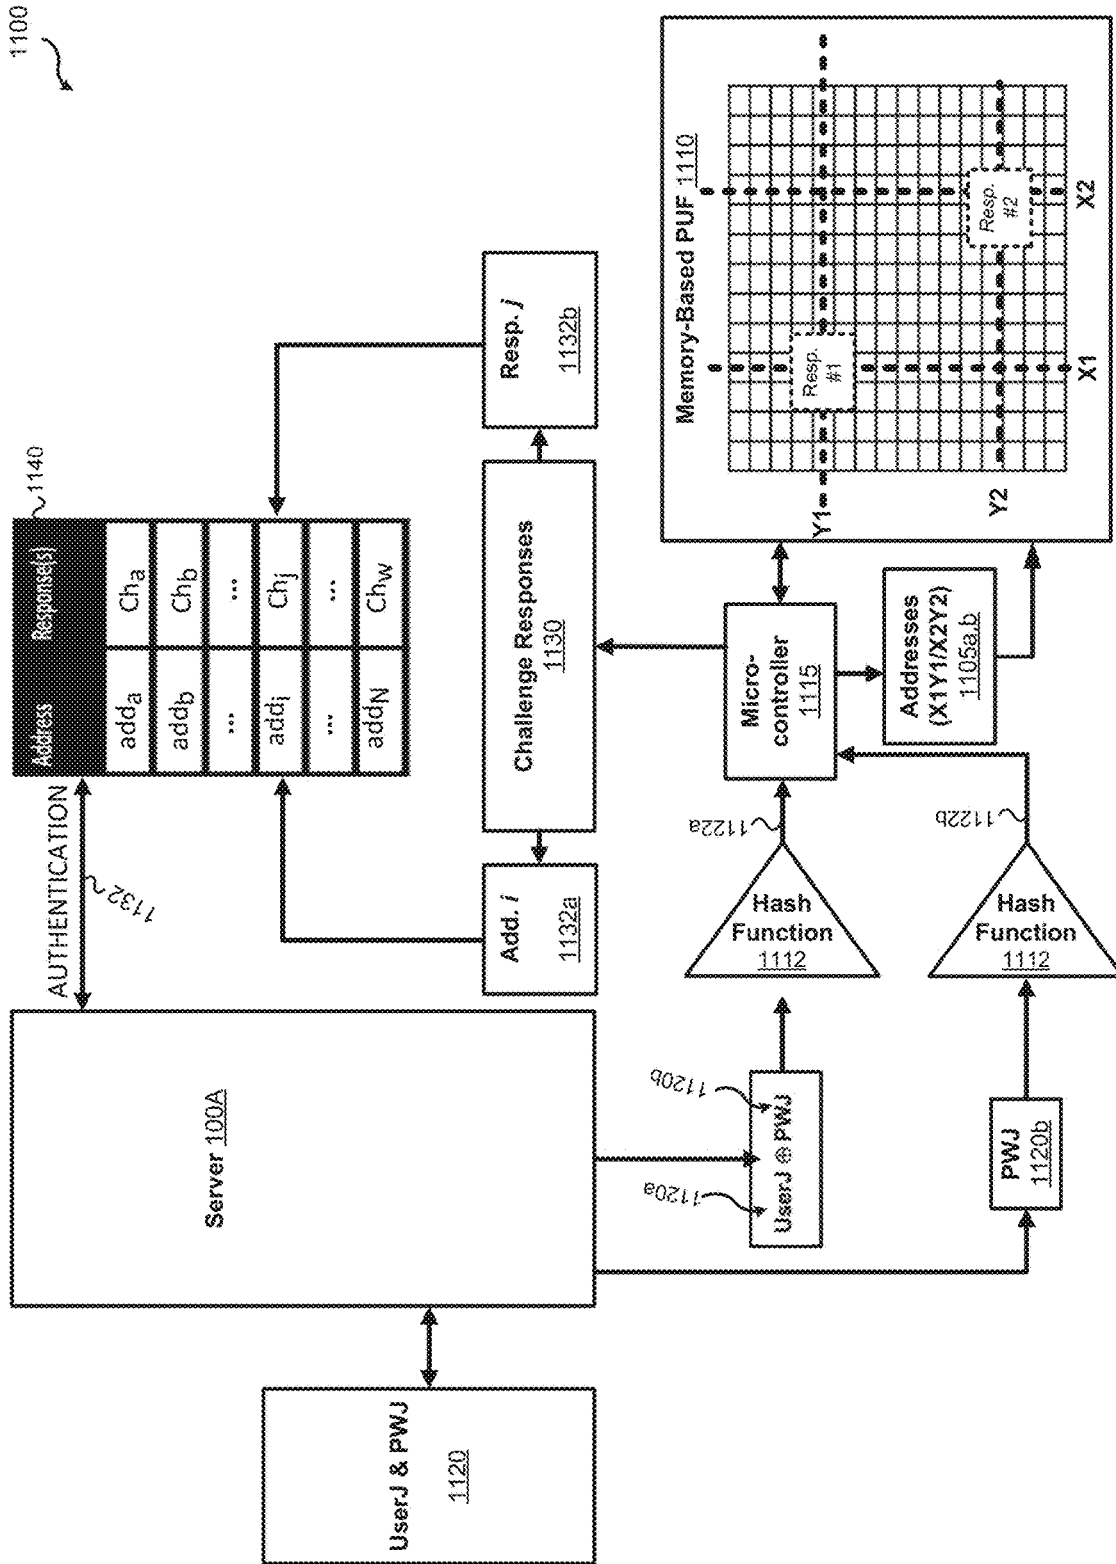 1100
UserJ & PWJ
1120
Server 100A
AUTHENTICATION
1132
1140
Address
Response(s)
add_a
Ch_a
add_b
Ch_b
...
...
add_i
Ch_j
...
...
add_N
Ch_w
Add. i
1132a
Challenge Responses
1130
Resp. j
1132b
1120a
1120b
UserJ ⊕ PWJ
PWJ
1120b
Hash
Function
1112
1122a
Hash
Function
1112
1122b
Micro-
controller
1115
Addresses
(X1Y1/X2Y2)
1105a,b
Memory-Based PUF 1110
Y1
Y2
Resp.
#1
Resp.
#2
X1
X2